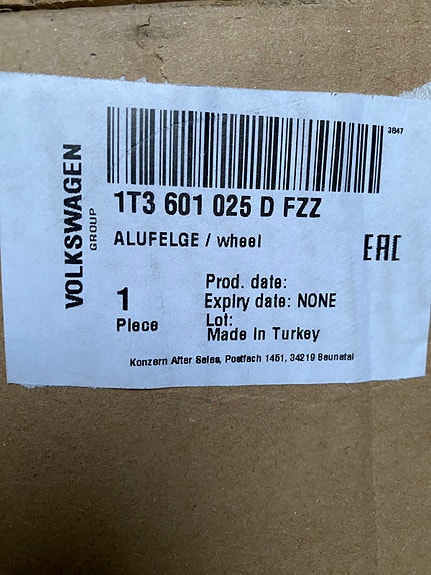 3847
1T3 601 025 D FZZ
ALUFELGE / wheel
VOLKSWAGEN
GROUP
EAC
1
Piece
Prod. date:
Expiry date: NONE
Lot:
Made In Turkey
Konzern After Sales, Postfach 1451, 34219 Baunatal